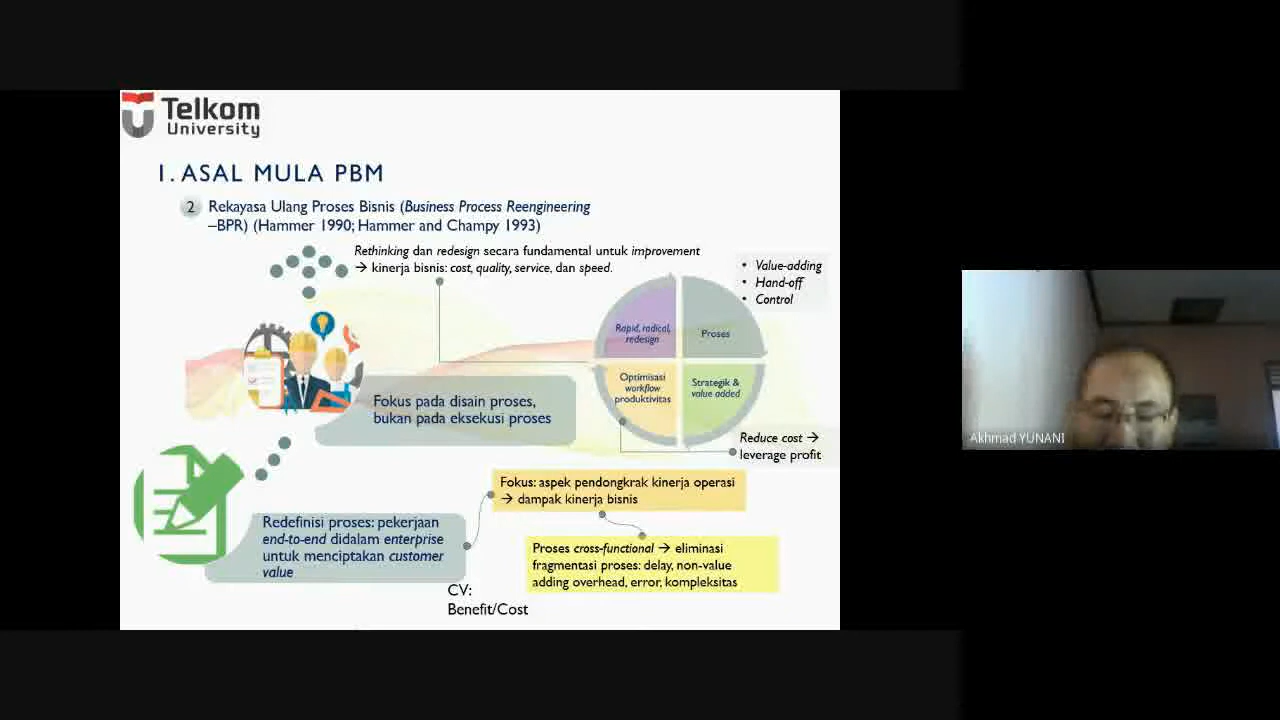 Telkom
University
1. ASAL MULA PBM
2
Rekayasa Ulang Proses Bisnis (Business Process Reengineering
–BPR) (Hammer 1990; Hammer and Champy 1993)
Rethinking dan redesign secara fundamental untuk improvement
→ kinerja bisnis: cost, quality, service, dan speed.
• Value-adding
• Hand-off
• Control
Rapid, radical,
redesign
Proses
Optimisasi
workflow
produktivitas
Strategik &
value added
Fokus pada disain proses,
bukan pada eksekusi proses
Reduce cost →
leverage profit
Fokus: aspek pendongkrak kinerja operasi
→ dampak kinerja bisnis
Redefinisi proses: pekerjaan
end-to-end didalam enterprise
untuk menciptakan customer
value
Proses cross-functional → eliminasi
fragmentasi proses: delay, non-value
adding overhead, error, kompleksitas
CV:
Benefit/Cost
Akhmad YUNANI